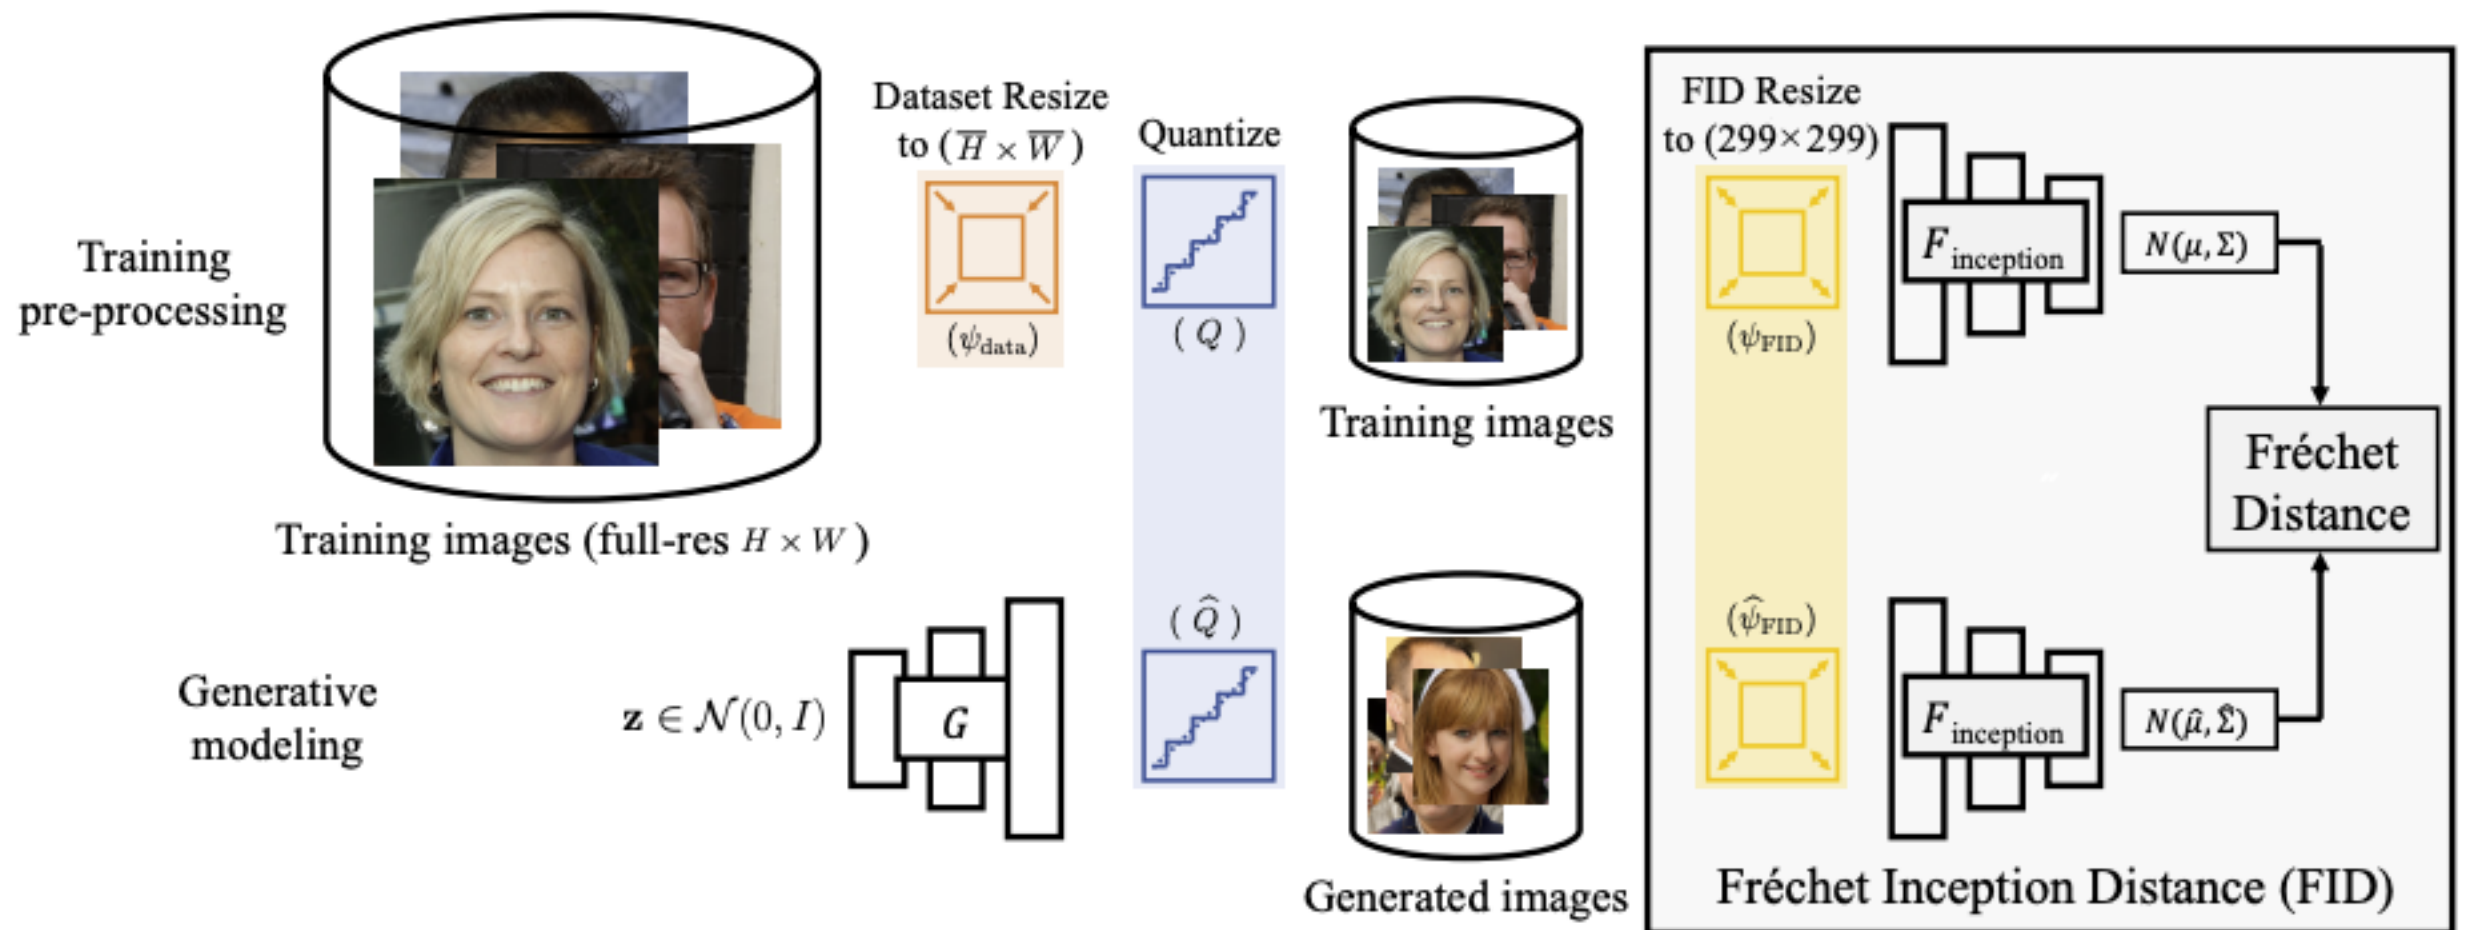 Training
pre-processing
Training images (full-res H × W )
Dataset Resize
to ( H̅ × W̅ )
(ψdata)
Quantize
( Q )
Training images
FID Resize
to (299×299)
(ψFID)
Finception
N(μ, Σ)
Fréchet
Distance
Generative
modeling
z ∈ 𝒩(0, I)
G
( Q̂ )
Generated images
(ψ̂FID)
Finception
N(μ̂, Σ̂)
Fréchet Inception Distance (FID)